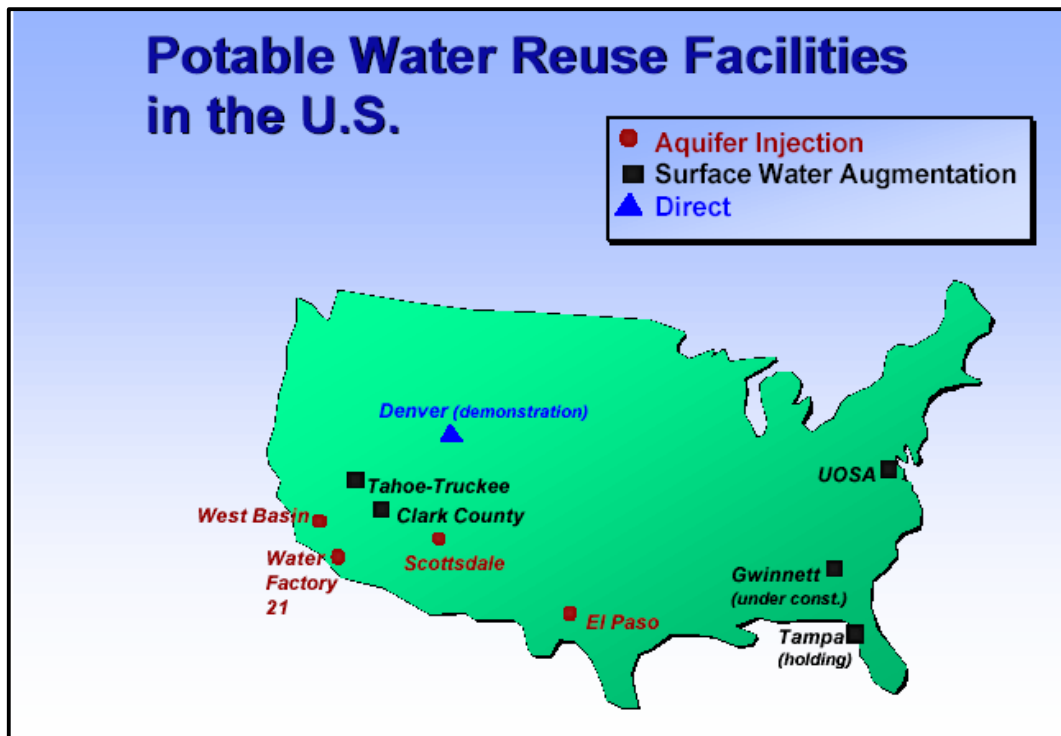 Potable Water Reuse Facilities
in the U.S.
Aquifer Injection
Surface Water Augmentation
Direct
Denver (demonstration)
Tahoe-Truckee
UOSA
West Basin
Clark County
Water
Factory
21
Scottsdale
Gwinnett
(under const.)
El Paso
Tampa
(holding)